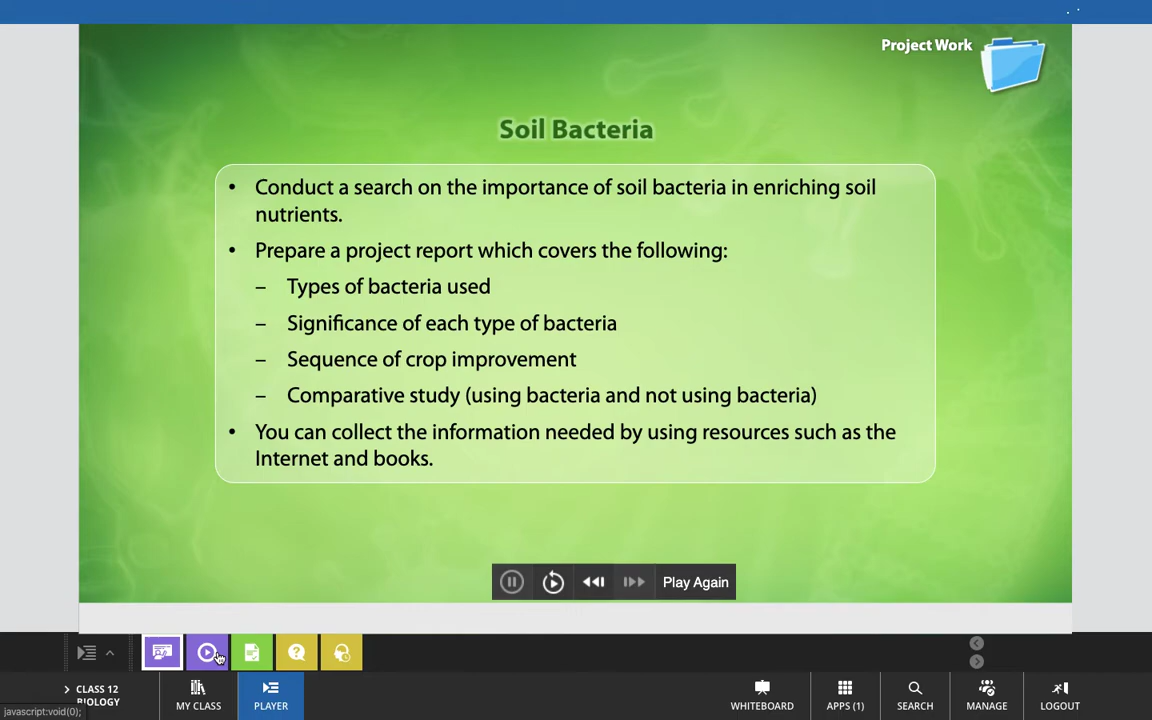 Project Work
Soil Bacteria
• Conduct a search on the importance of soil bacteria in enriching soil
nutrients.
• Prepare a project report which covers the following:
– Types of bacteria used
– Significance of each type of bacteria
– Sequence of crop improvement
– Comparative study (using bacteria and not using bacteria)
• You can collect the information needed by using resources such as the
Internet and books.
Play Again
CLASS 12
BIOLOGY
MY CLASS
PLAYER
WHITEBOARD
APPS (1)
SEARCH
MANAGE
LOGOUT
javascript:void(0);